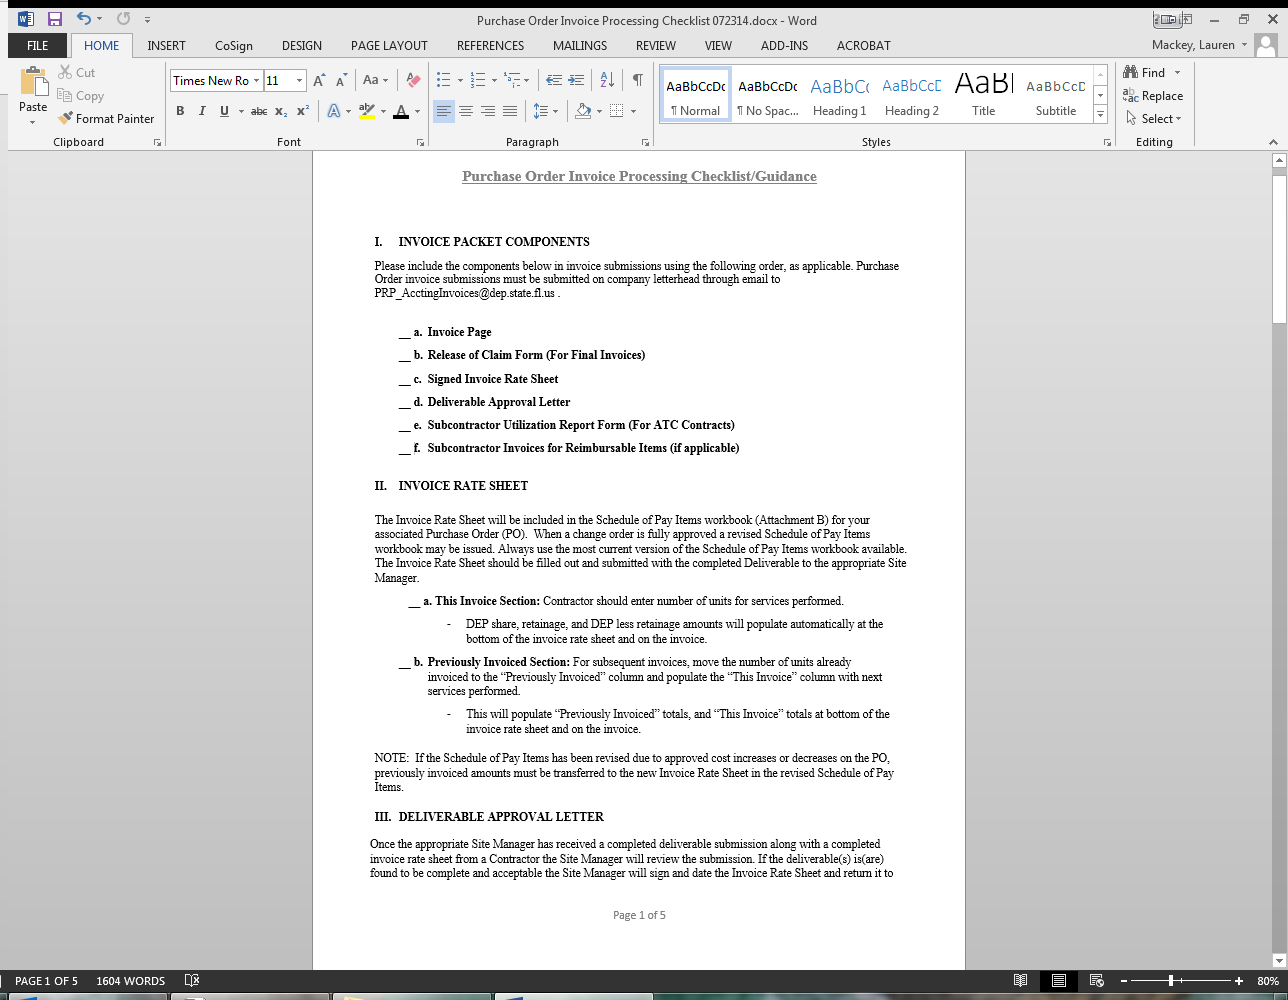 Purchase Order Invoice Processing Checklist 072314.docx - Word
FILE HOME INSERT CoSign DESIGN PAGE LAYOUT REFERENCES MAILINGS REVIEW VIEW ADD-INS ACROBAT Mackey, Lauren
Paste
Cut
Copy
Format Painter
Clipboard
Times New Ro 11
Font
Paragraph
AaBbCcDc AaBbCcDc AaBbC AaBbCcD AaB AaBbCcD
¶ Normal ¶ No Spac... Heading 1 Heading 2 Title Subtitle
Styles
Find
Replace
Select
Editing
Purchase Order Invoice Processing Checklist/Guidance
I. INVOICE PACKET COMPONENTS
Please include the components below in invoice submissions using the following order, as applicable. Purchase
Order invoice submissions must be submitted on company letterhead through email to
PRP_AcctingInvoices@dep.state.fl.us .
__ a. Invoice Page
__ b. Release of Claim Form (For Final Invoices)
__ c. Signed Invoice Rate Sheet
__ d. Deliverable Approval Letter
__ e. Subcontractor Utilization Report Form (For ATC Contracts)
__ f. Subcontractor Invoices for Reimbursable Items (if applicable)
II. INVOICE RATE SHEET
The Invoice Rate Sheet will be included in the Schedule of Pay Items workbook (Attachment B) for your
associated Purchase Order (PO). When a change order is fully approved a revised Schedule of Pay Items
workbook may be issued. Always use the most current version of the Schedule of Pay Items workbook available.
The Invoice Rate Sheet should be filled out and submitted with the completed Deliverable to the appropriate Site
Manager.
__ a. This Invoice Section: Contractor should enter number of units for services performed.
- DEP share, retainage, and DEP less retainage amounts will populate automatically at the
bottom of the invoice rate sheet and on the invoice.
__ b. Previously Invoiced Section: For subsequent invoices, move the number of units already
invoiced to the “Previously Invoiced” column and populate the “This Invoice” column with next
services performed.
- This will populate “Previously Invoiced” totals, and “This Invoice” totals at bottom of the
invoice rate sheet and on the invoice.
NOTE: If the Schedule of Pay Items has been revised due to approved cost increases or decreases on the PO,
previously invoiced amounts must be transferred to the new Invoice Rate Sheet in the revised Schedule of Pay
Items.
III. DELIVERABLE APPROVAL LETTER
Once the appropriate Site Manager has received a completed deliverable submission along with a completed
invoice rate sheet from a Contractor the Site Manager will review the submission. If the deliverable(s) is(are)
found to be complete and acceptable the Site Manager will sign and date the Invoice Rate Sheet and return it to
Page 1 of 5
PAGE 1 OF 5 1604 WORDS 80%